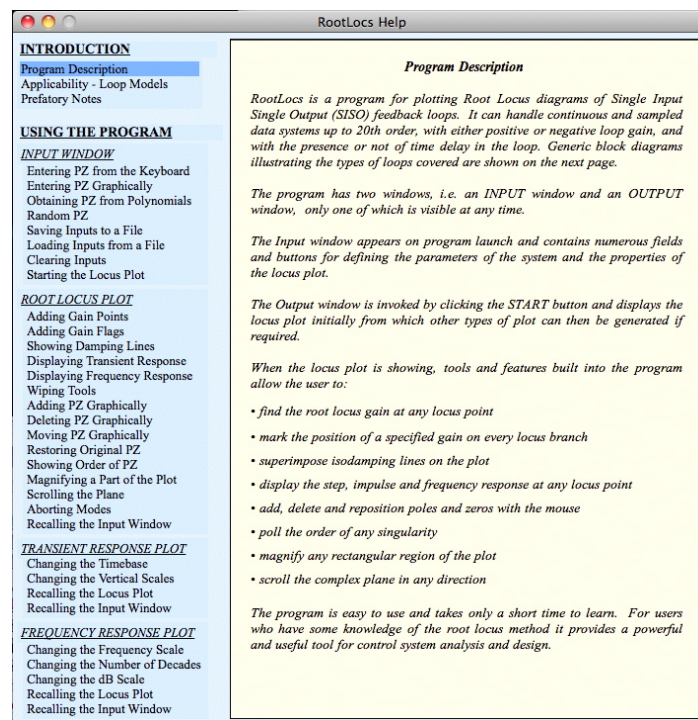 RootLocs Help
INTRODUCTION
Program Description
Applicability - Loop Models
Prefatory Notes
USING THE PROGRAM
INPUT WINDOW
Entering PZ from the Keyboard
Entering PZ Graphically
Obtaining PZ from Polynomials
Random PZ
Saving Inputs to a File
Loading Inputs from a File
Clearing Inputs
Starting the Locus Plot
ROOT LOCUS PLOT
Adding Gain Points
Adding Gain Flags
Showing Damping Lines
Displaying Transient Response
Displaying Frequency Response
Wiping Tools
Adding PZ Graphically
Deleting PZ Graphically
Moving PZ Graphically
Restoring Original PZ
Showing Order of PZ
Magnifying a Part of the Plot
Scrolling the Plane
Aborting Modes
Recalling the Input Window
TRANSIENT RESPONSE PLOT
Changing the Timebase
Changing the Vertical Scales
Recalling the Locus Plot
Recalling the Input Window
FREQUENCY RESPONSE PLOT
Changing the Frequency Scale
Changing the Number of Decades
Changing the dB Scale
Recalling the Locus Plot
Recalling the Input Window
Program Description
RootLocs is a program for plotting Root Locus diagrams of Single Input
Single Output (SISO) feedback loops. It can handle continuous and sampled
data systems up to 20th order, with either positive or negative loop gain, and
with the presence or not of time delay in the loop. Generic block diagrams
illustrating the types of loops covered are shown on the next page.
The program has two windows, i.e. an INPUT window and an OUTPUT
window, only one of which is visible at any time.
The Input window appears on program launch and contains numerous fields
and buttons for defining the parameters of the system and the properties of
the locus plot.
The Output window is invoked by clicking the START button and displays the
locus plot initially from which other types of plot can then be generated if
required.
When the locus plot is showing, tools and features built into the program
allow the user to:
• find the root locus gain at any locus point
• mark the position of a specified gain on every locus branch
• superimpose isodamping lines on the plot
• display the step, impulse and frequency response at any locus point
• add, delete and reposition poles and zeros with the mouse
• poll the order of any singularity
• magnify any rectangular region of the plot
• scroll the complex plane in any direction
The program is easy to use and takes only a short time to learn. For users
who have some knowledge of the root locus method it provides a powerful
and useful tool for control system analysis and design.